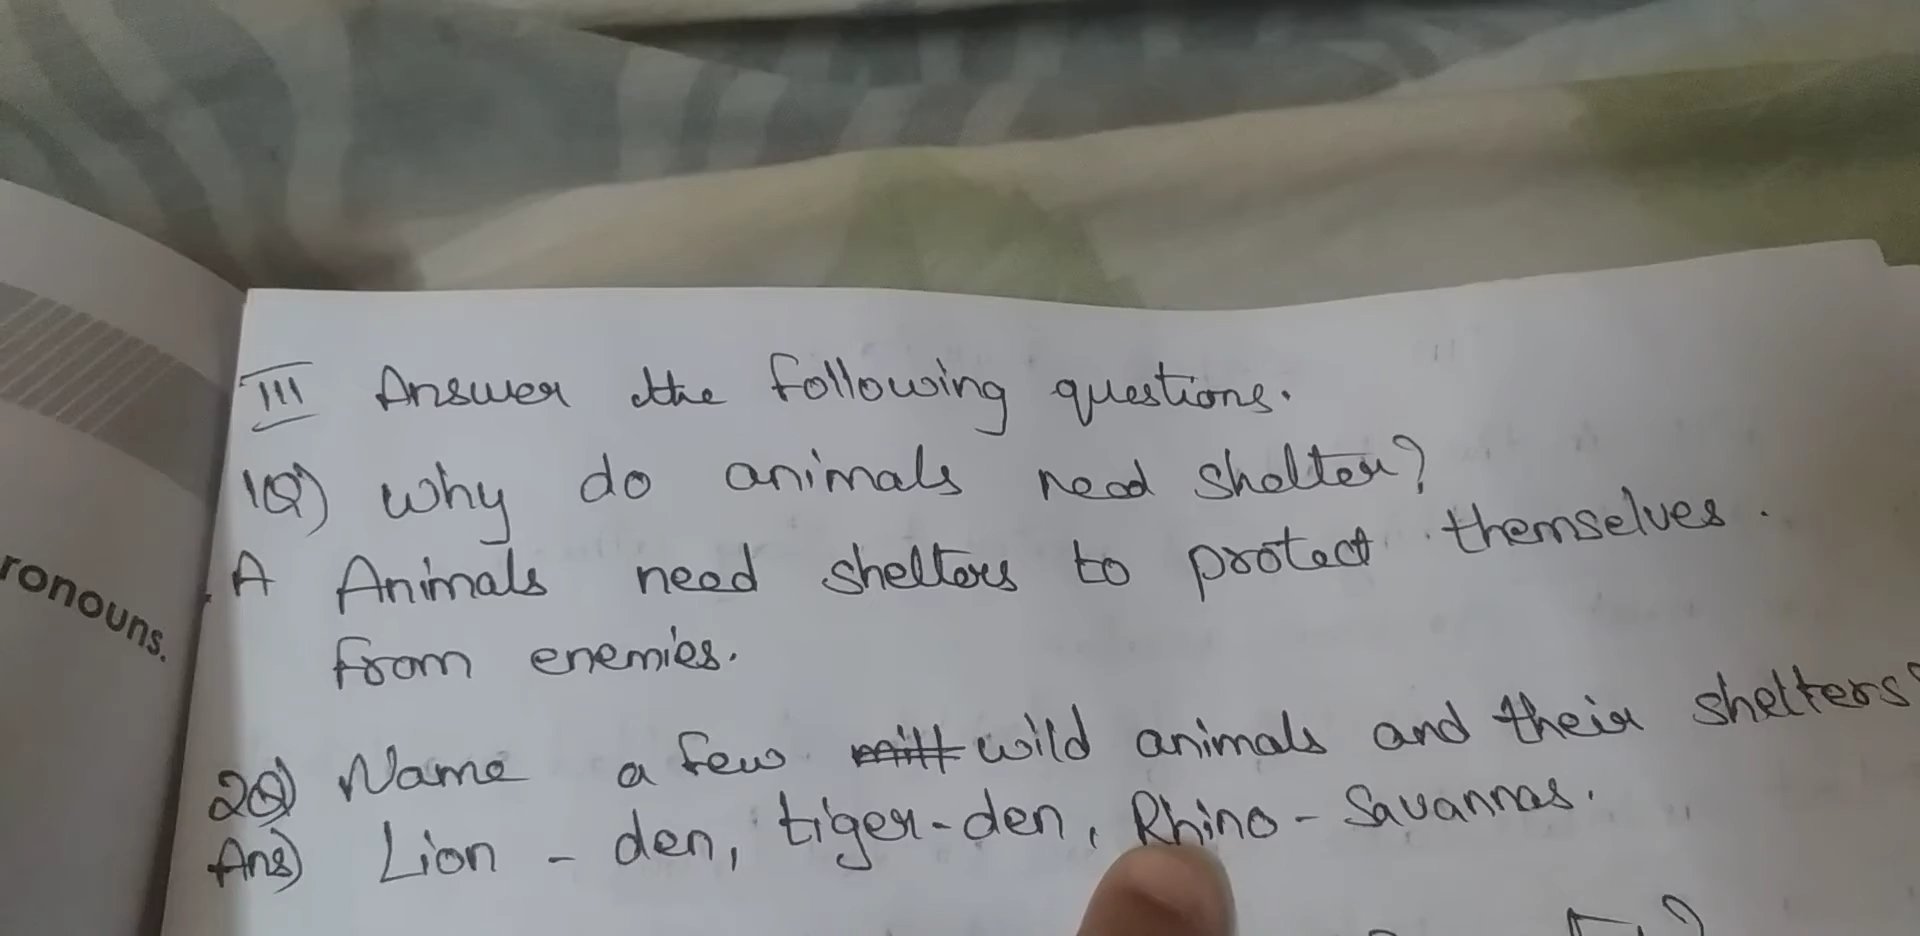 III Answer the following questions.
1Q) Why do animals need shelter?
A Animals need shelters to protect themselves.
from enemies.
2Q) Name a few wild animals and their shelters?
Ans) Lion - den, tiger-den, Rhino - Savannas.
ronouns.